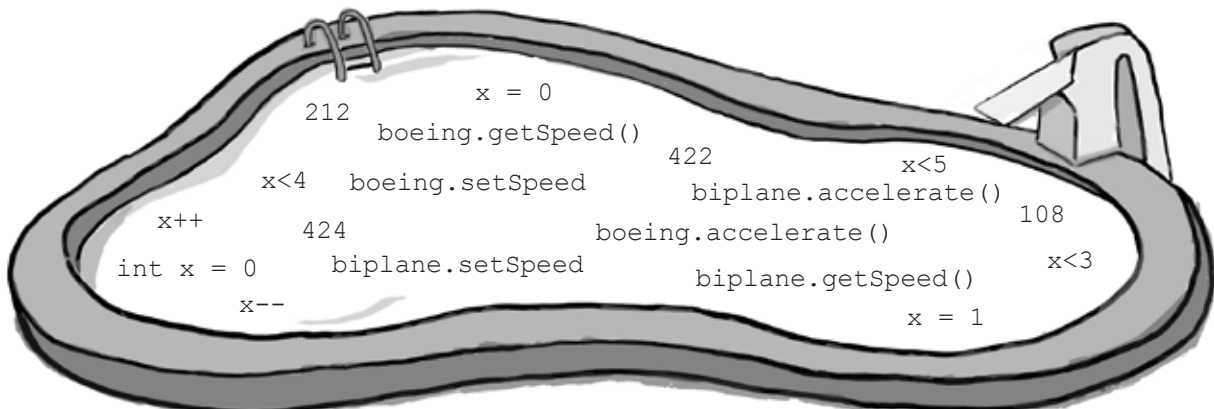 x = 0
212
boeing.getSpeed()
422
x<5
x<4
boeing.setSpeed
biplane.accelerate()
108
x++
424
boeing.accelerate()
int x = 0
biplane.setSpeed
x<3
biplane.getSpeed()
x--
x = 1